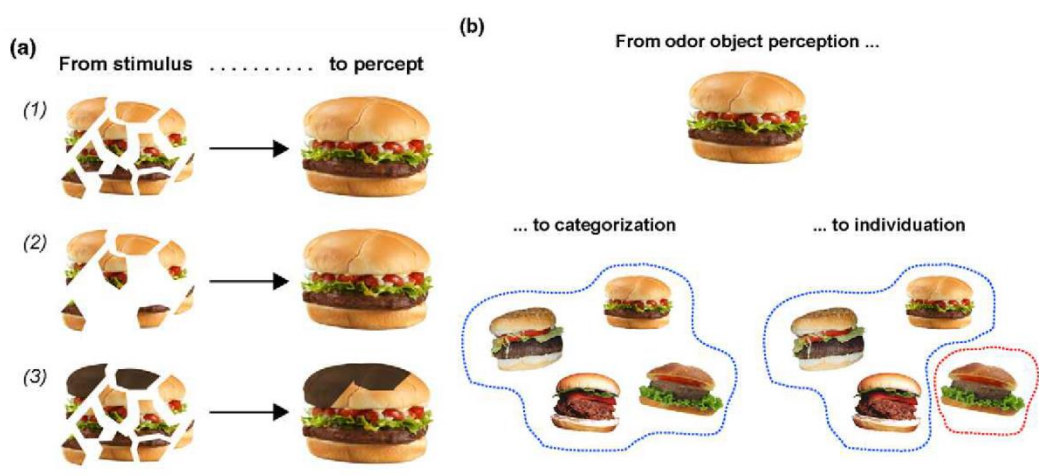 (a)
From stimulus .......... to percept
(1)
(2)
(3)
(b)
From odor object perception ...
... to categorization
... to individuation